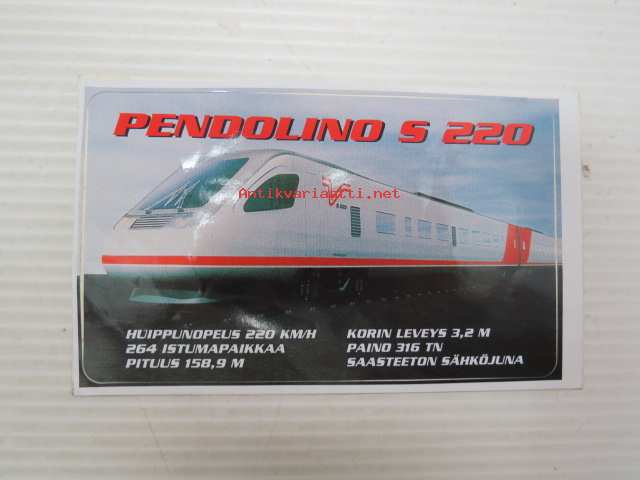 PENDOLINO S 220
Antikvariaatti.net
HUIPPUNOPEUS 220 KM/H
264 ISTUMAPAIKKAA
PITUUS 158,9 M
KORIN LEVEYS 3,2 M
PAINO 316 TN
SAASTEETON SÄHKÖJUNA